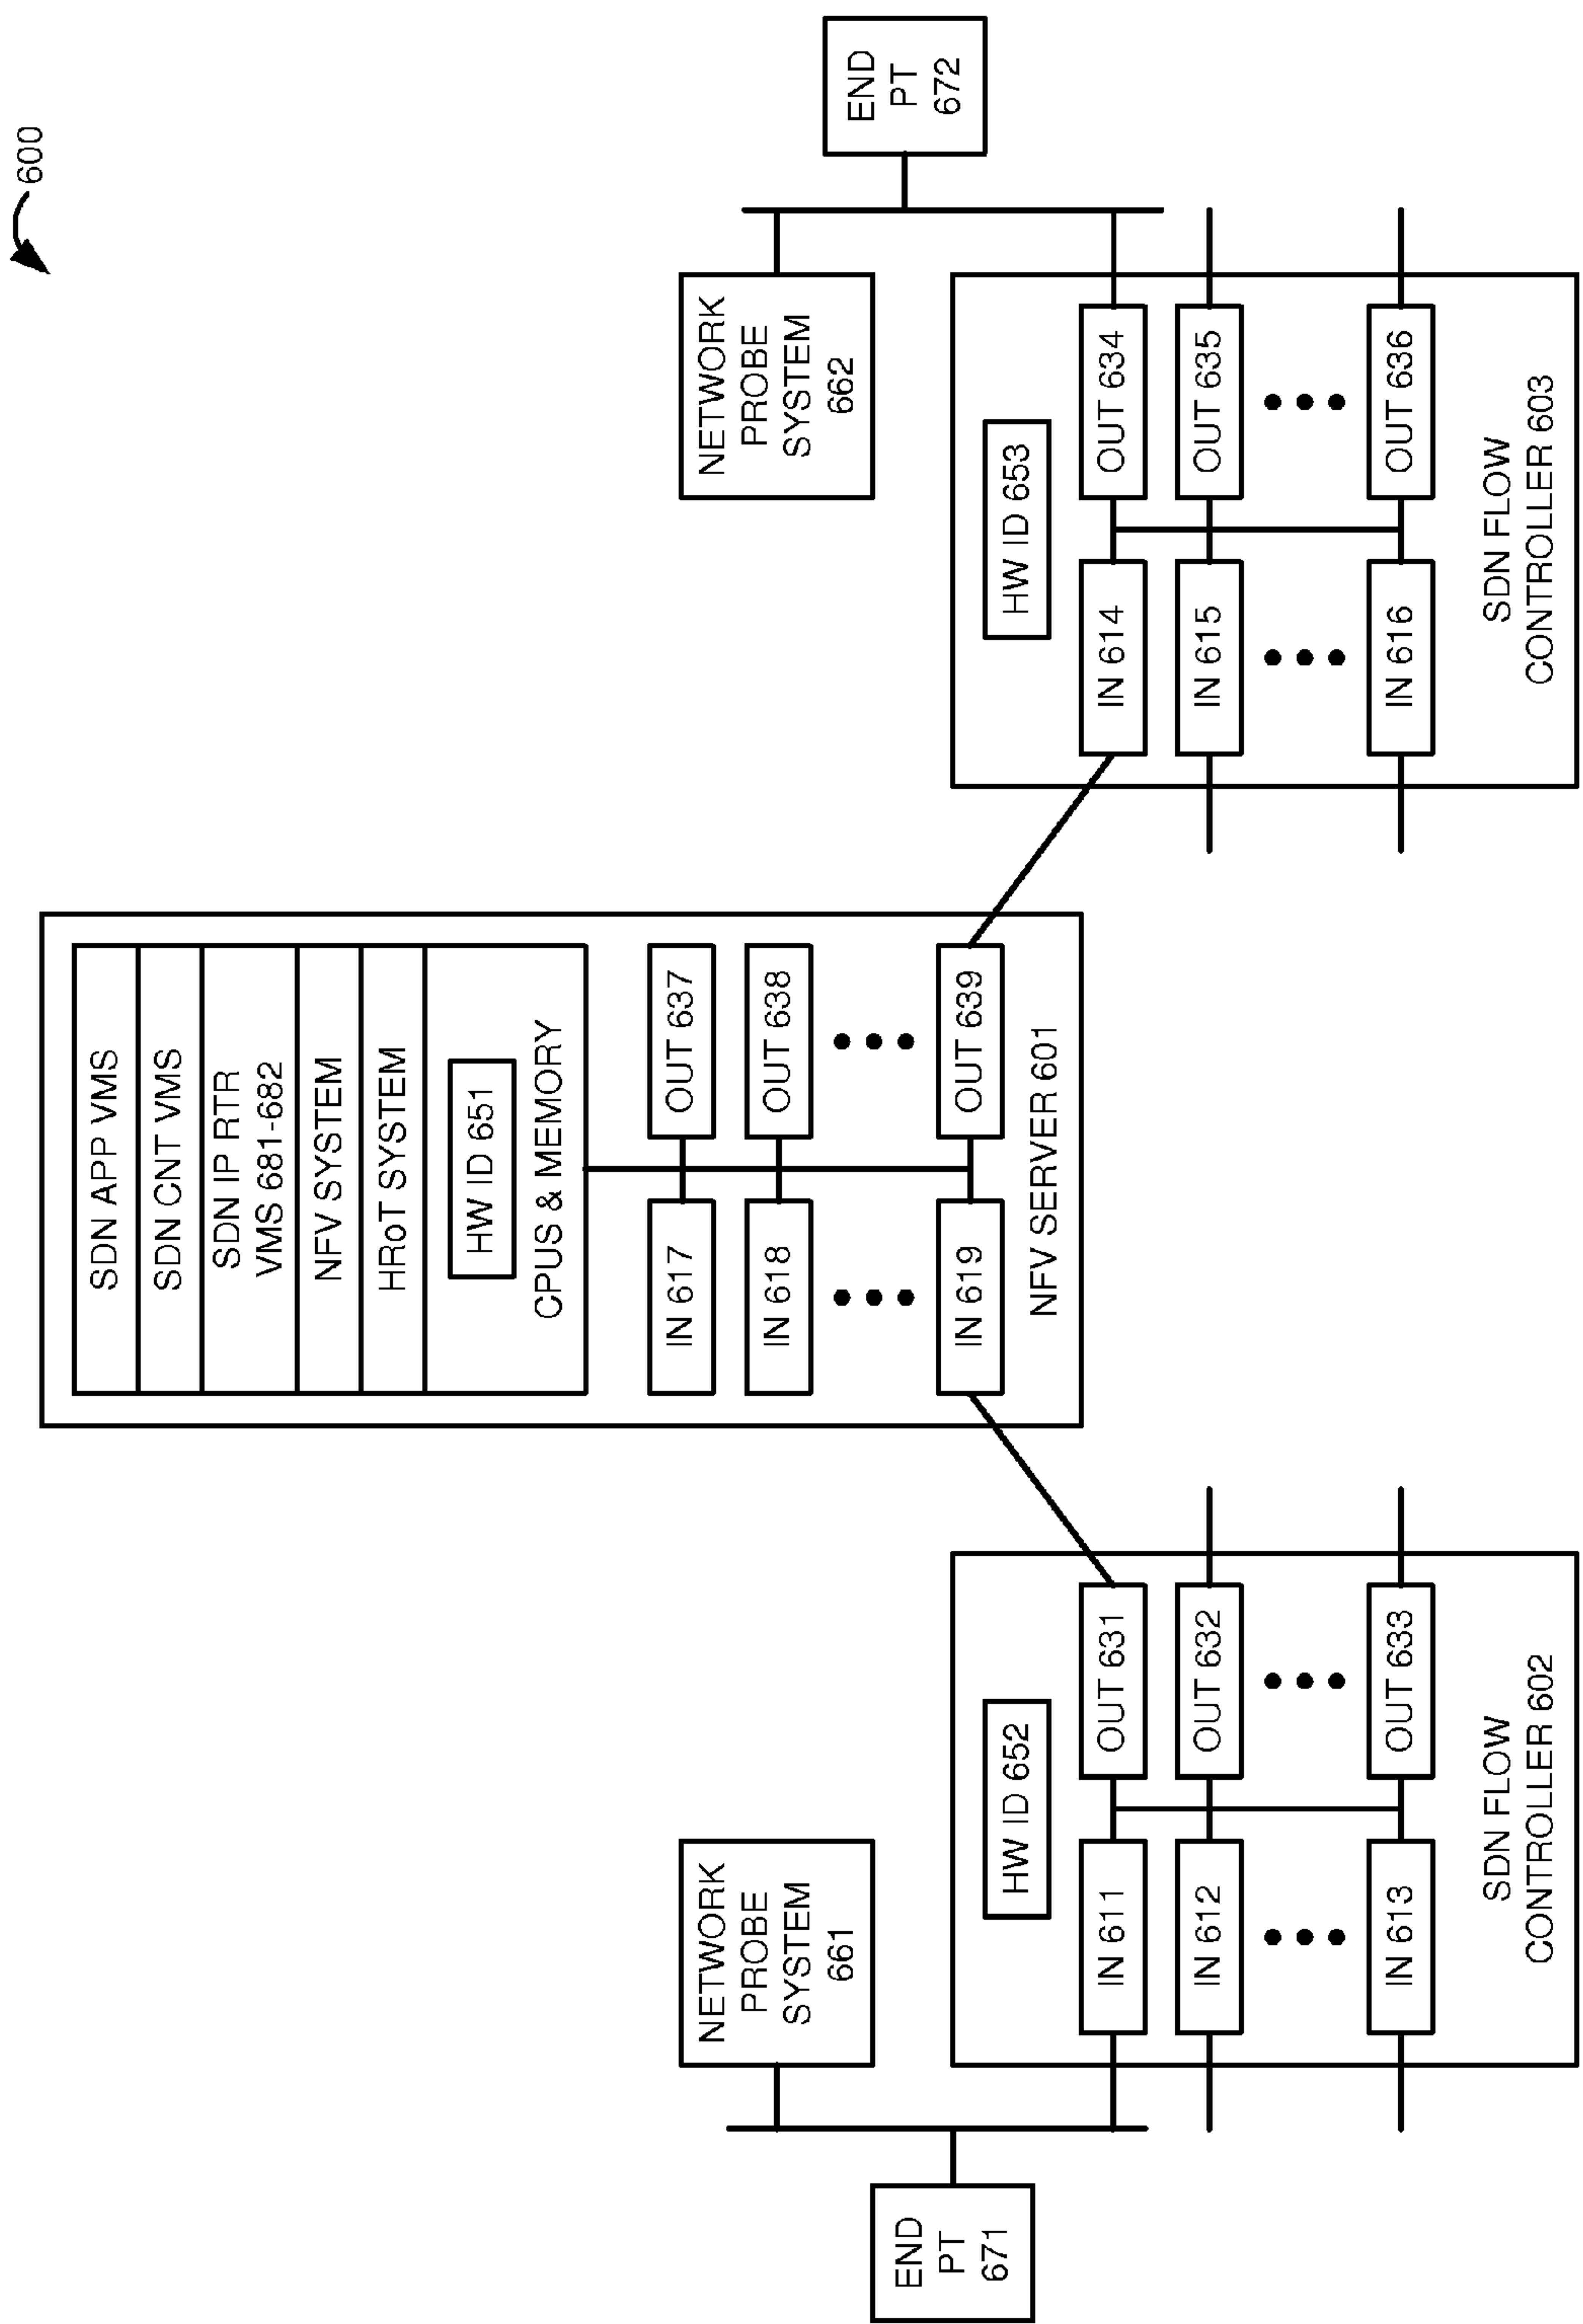 600
SDN APP VMS
SDN CNT VMS
SDN IP RTR
VMS 681-682
NFV SYSTEM
HRoT SYSTEM
HW ID 651
CPUS & MEMORY
IN 617
OUT 637
IN 618
OUT 638
IN 619
OUT 639
NFV SERVER 601
NETWORK
PROBE
SYSTEM
661
END
PT
671
HW ID 652
IN 611
OUT 631
IN 612
OUT 632
IN 613
OUT 633
SDN FLOW
CONTROLLER 602
NETWORK
PROBE
SYSTEM
662
END
PT
672
HW ID 653
IN 614
OUT 634
IN 615
OUT 635
IN 616
OUT 636
SDN FLOW
CONTROLLER 603